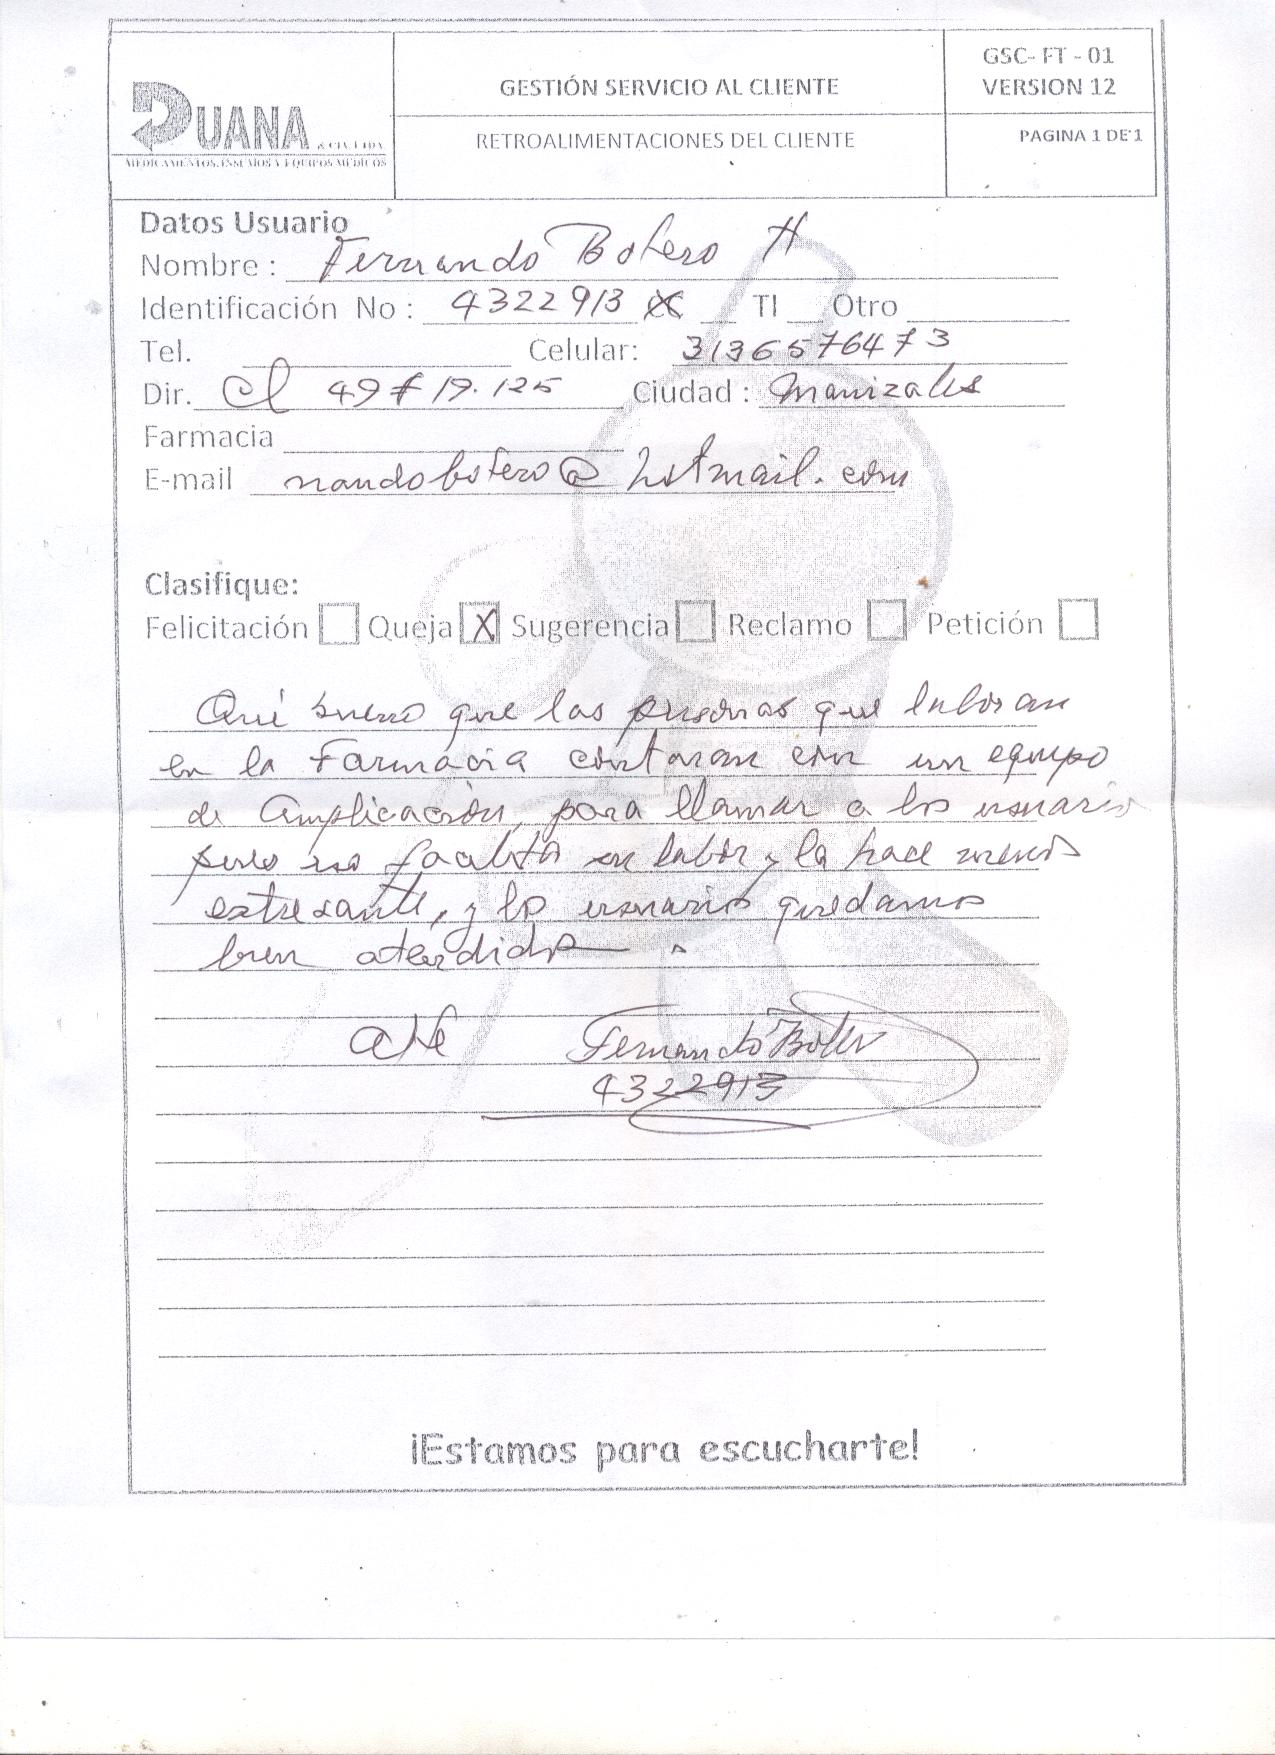 DUANA & CIA LTDA.
MEDICAMENTOS, INSUMOS Y EQUIPOS MÉDICOS
GESTIÓN SERVICIO AL CLIENTE
RETROALIMENTACIONES DEL CLIENTE
GSC- FT - 01
VERSION 12
PAGINA 1 DE 1
Datos Usuario
Nombre : Fernando Botero H
Identificación No : 4322913 X TI Otro
Tel. Celular: 3136576473
Dir. Cl 49 # 19.125 Ciudad : Manizales
Farmacia
E-mail nandobotero@hotmail.com
Clasifique:
Felicitación Queja X Sugerencia Reclamo Petición
Qué bueno que las personas que laboran
en la Farmacia contaran con un equipo
de amplicación, para llamar a los usuarios
pues facilita su labor y la hace menos
estresante, y los usuarios quedamos
bien atendidos.
Ate Fernando Botero
4322913
¡Estamos para escucharte!